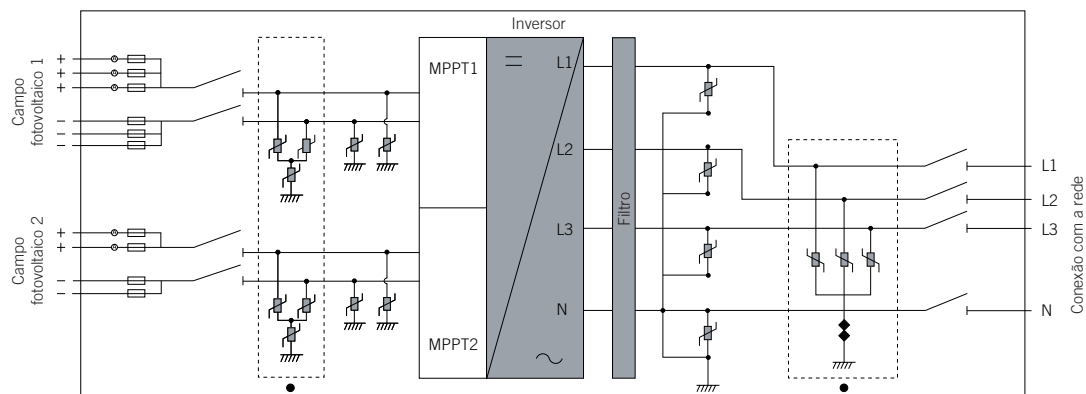 Inversor
Campo
fotovoltaico 1
+
+
+
−
−
−
MPPT1
L1
L2
L3
N
Filtro
L1
L2
L3
N
Conexão com a rede
Campo
fotovoltaico 2
+
+
−
−
MPPT2